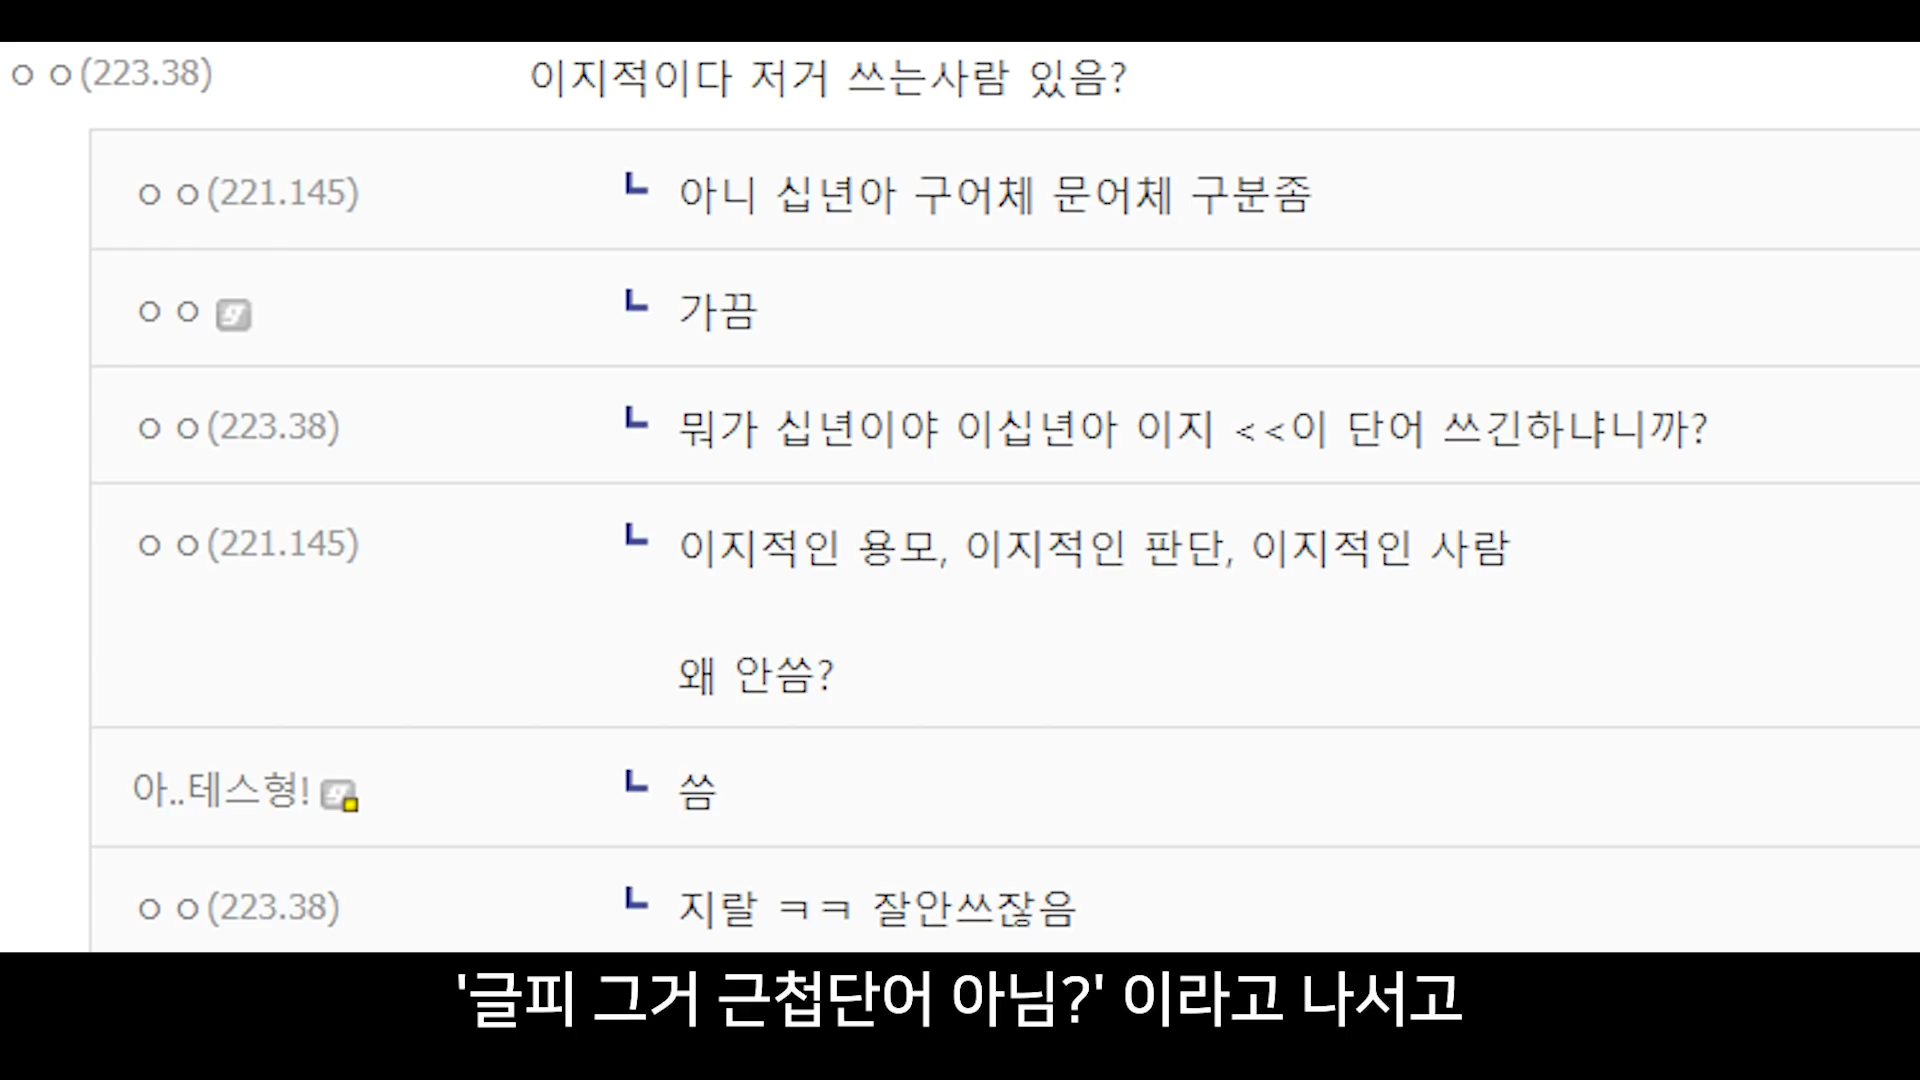 ㅇㅇ(223.38) 이지적이다 저거 쓰는사람 있음?
ㅇㅇ(221.145) ┗ 아니 십년아 구어체 문어체 구분좀
ㅇㅇ ┗ 가끔
ㅇㅇ(223.38) ┗ 뭐가 십년이야 이십년아 이지 <<이 단어 쓰긴하냐니까?
ㅇㅇ(221.145) ┗ 이지적인 용모, 이지적인 판단, 이지적인 사람
왜 안씀?
아..테스형! ┗ 씀
ㅇㅇ(223.38) ┗ 지랄 ㅋㅋ 잘안쓰잖음
'글피 그거 근첩단어 아님?' 이라고 나서고